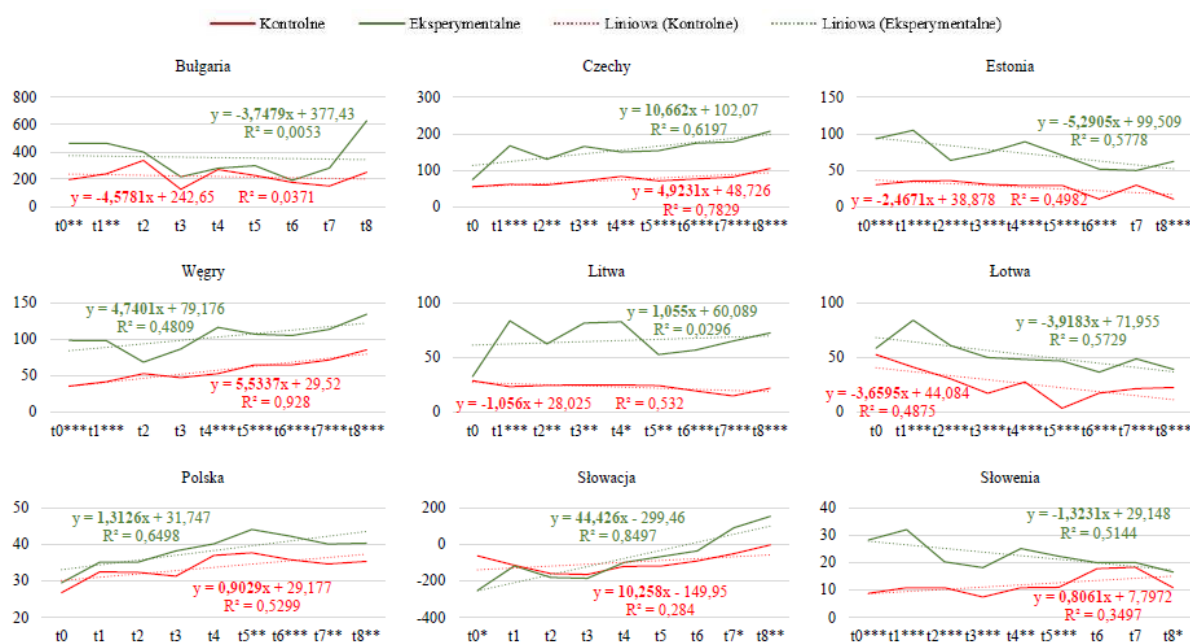 Kontrolne Eksperymentalne Liniowa (Kontrolne) Liniowa (Eksperymentalne)
Bułgaria
800
600
400
200
0
y = -3,7479x + 377,43
R² = 0,0053
y = -4,5781x + 242,65 R² = 0,0371
t0** t1*** t2 t3 t4 t5 t6 t7 t8
Czechy
300
200
100
0
y = 10,662x + 102,07
R² = 0,6197
y = 4,9231x + 48,726
R² = 0,7829
t0 t1*** t2** t3** t4** t5*** t6*** t7*** t8***
Estonia
150
100
50
0
y = -5,2905x + 99,509
R² = 0,5778
y = -2,4671x + 38,878 R² = 0,4982
t0*** t1*** t2*** t3*** t4*** t5*** t6*** t7 t8***
Węgry
150
100
50
0
y = 4,7401x + 79,176
R² = 0,4809
y = 5,5337x + 29,52
R² = 0,928
t0*** t1*** t2 t3 t4*** t5*** t6*** t7*** t8***
Litwa
100
50
0
y = 1,055x + 60,089
R² = 0,0296
y = -1,056x + 28,025 R² = 0,532
t0 t1*** t2** t3** t4** t5** t6*** t7*** t8***
Łotwa
100
50
0
y = -3,9183x + 71,955
R² = 0,5729
y = -3,6595x + 44,084
R² = 0,4875
t0 t1*** t2*** t3*** t4*** t5*** t6*** t7*** t8***
Polska
50
40
30
20
y = 1,3126x + 31,747
R² = 0,6498
y = 0,9029x + 29,177
R² = 0,5299
t0 t1 t2 t3 t4 t5** t6*** t7** t8**
Słowacja
200
0
-200
-400
y = 44,426x - 299,46
R² = 0,8497
y = 10,258x - 149,95
R² = 0,284
t0* t1 t2 t3 t4 t5 t6 t7* t8**
Słowenia
40
30
20
10
0
y = -1,3231x + 29,148
R² = 0,5144
y = 0,8061x + 7,7972
R² = 0,3497
t0*** t1*** t2*** t3*** t4*** t5*** t6 t7 t8**